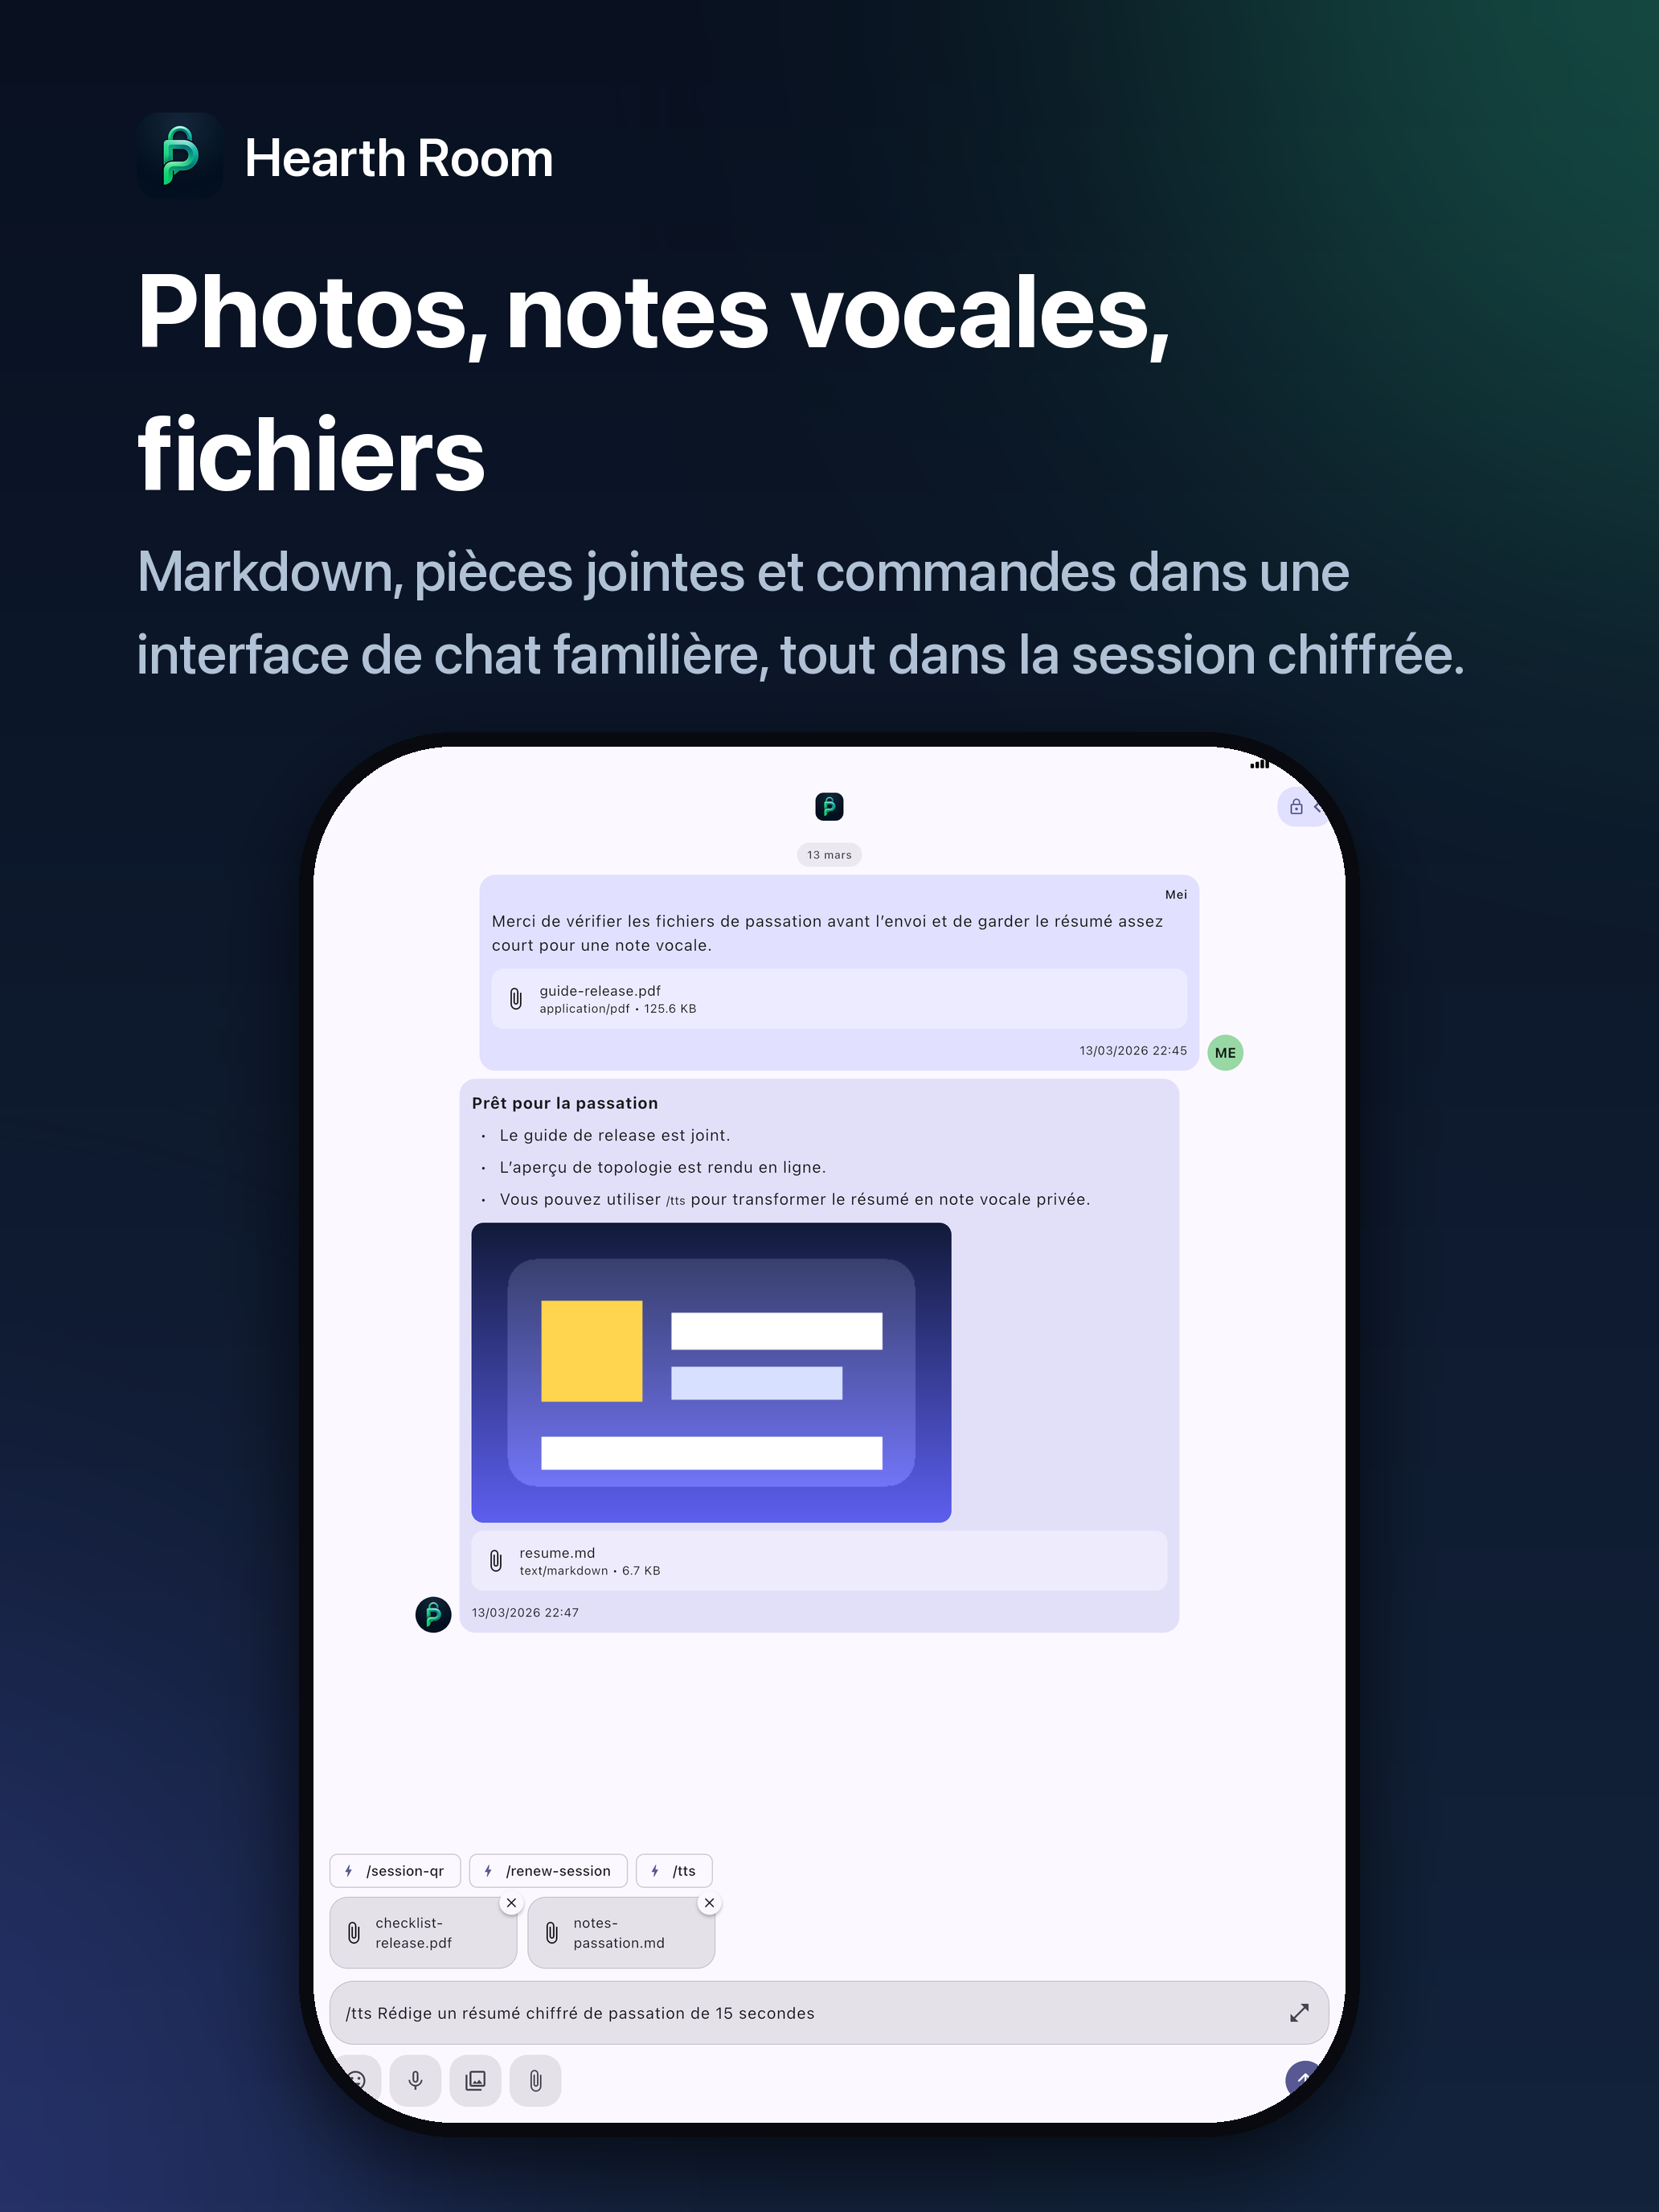 Hearth Room
Photos, notes vocales,
fichiers
Markdown, pièces jointes et commandes dans une
interface de chat familière, tout dans la session chiffrée.
13 mars
Mei
Merci de vérifier les fichiers de passation avant l’envoi et de garder le résumé assez
court pour une note vocale.
guide-release.pdf
application/pdf • 125.6 KB
13/03/2026 22:45
ME
Prêt pour la passation
• Le guide de release est joint.
• L’aperçu de topologie est rendu en ligne.
• Vous pouvez utiliser /tts pour transformer le résumé en note vocale privée.
resume.md
text/markdown • 6.7 KB
13/03/2026 22:47
/session-qr
/renew-session
/tts
checklist-
release.pdf
notes-
passation.md
/tts Rédige un résumé chiffré de passation de 15 secondes